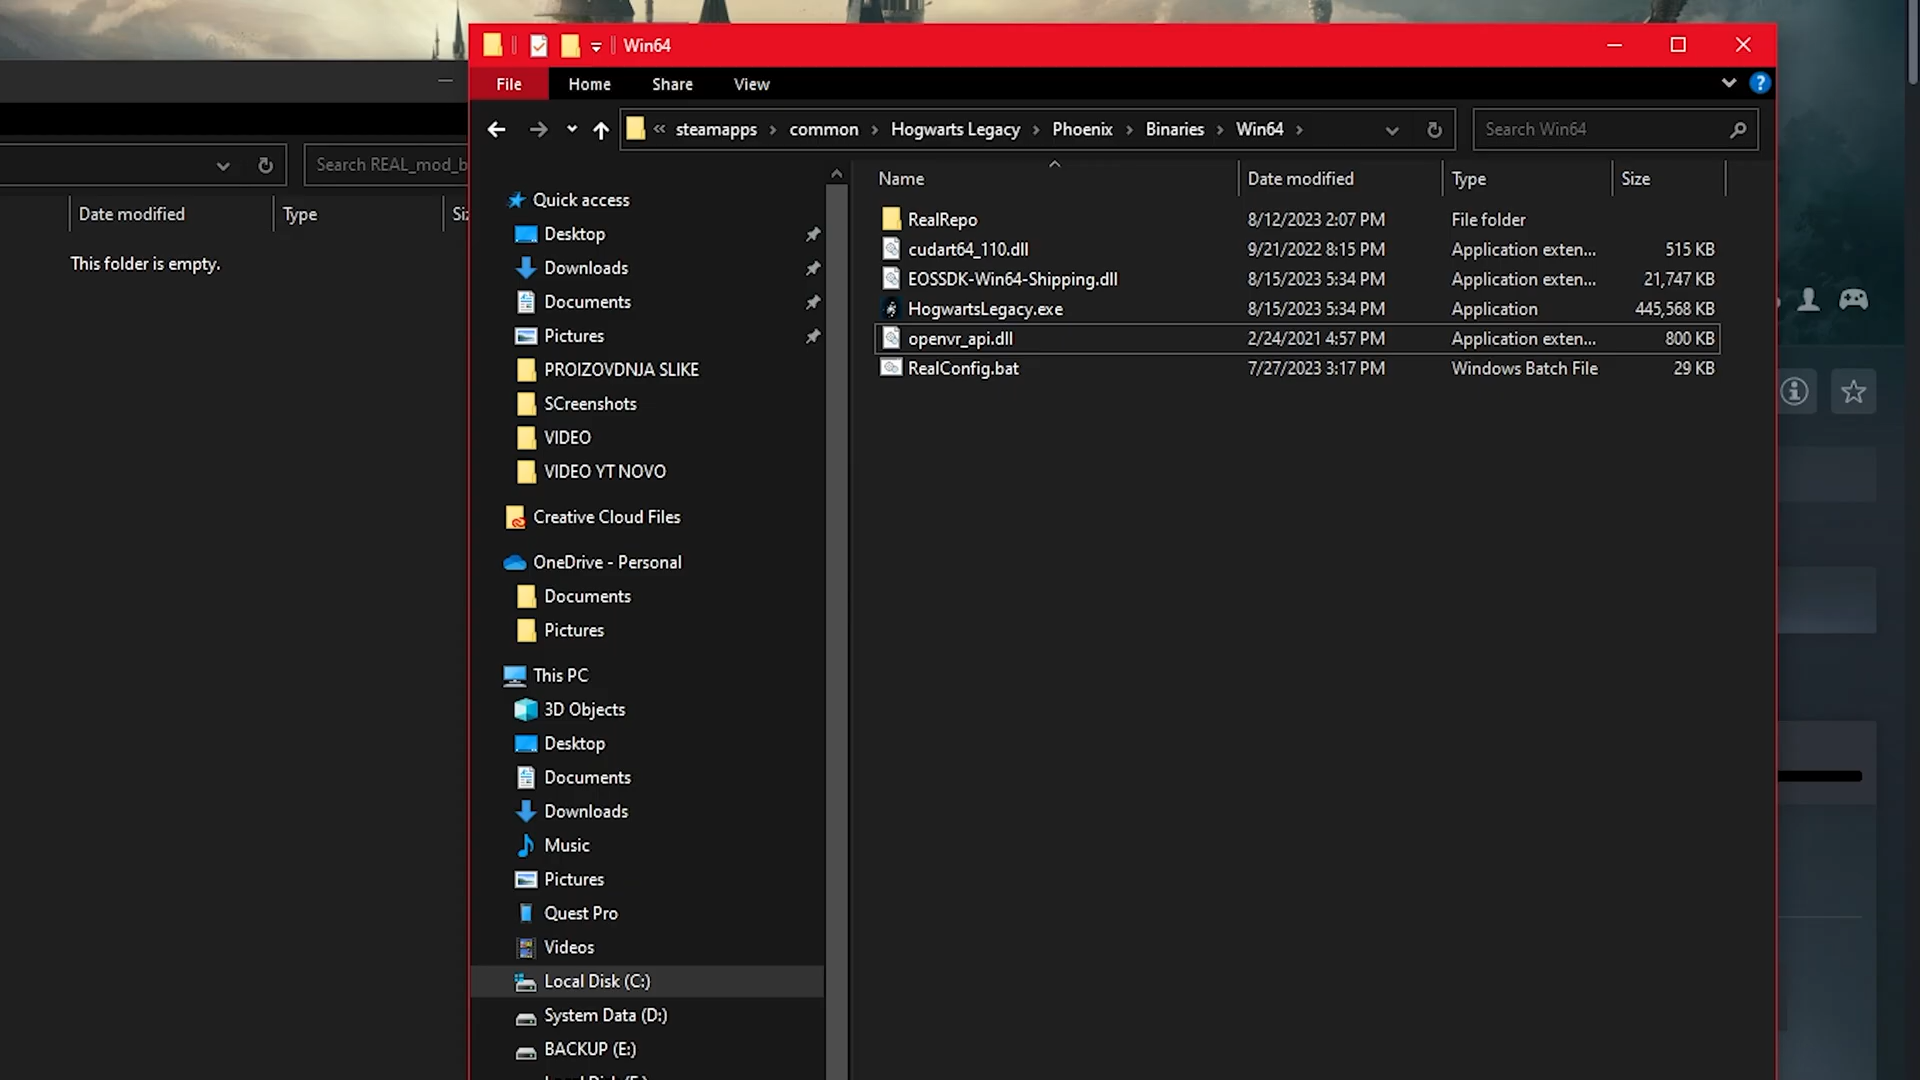 Win64
File Home Share View
« steamapps > common > Hogwarts Legacy > Phoenix > Binaries > Win64 >
Search Win64
Search REAL_mod_b
Date modified Type
This folder is empty.
Quick access
Desktop
Downloads
Documents
Pictures
PROIZOVDNJA SLIKE
SCreenshots
VIDEO
VIDEO YT NOVO
Creative Cloud Files
OneDrive - Personal
Documents
Pictures
This PC
3D Objects
Desktop
Documents
Downloads
Music
Pictures
Quest Pro
Videos
Local Disk (C:)
System Data (D:)
BACKUP (E:)
Name Date modified Type Size
RealRepo 8/12/2023 2:07 PM File folder
cudart64_110.dll 9/21/2022 8:15 PM Application exten... 515 KB
EOSSDK-Win64-Shipping.dll 8/15/2023 5:34 PM Application exten... 21,747 KB
HogwartsLegacy.exe 8/15/2023 5:34 PM Application 445,568 KB
openvr_api.dll 2/24/2021 4:57 PM Application exten... 800 KB
RealConfig.bat 7/27/2023 3:17 PM Windows Batch File 29 KB